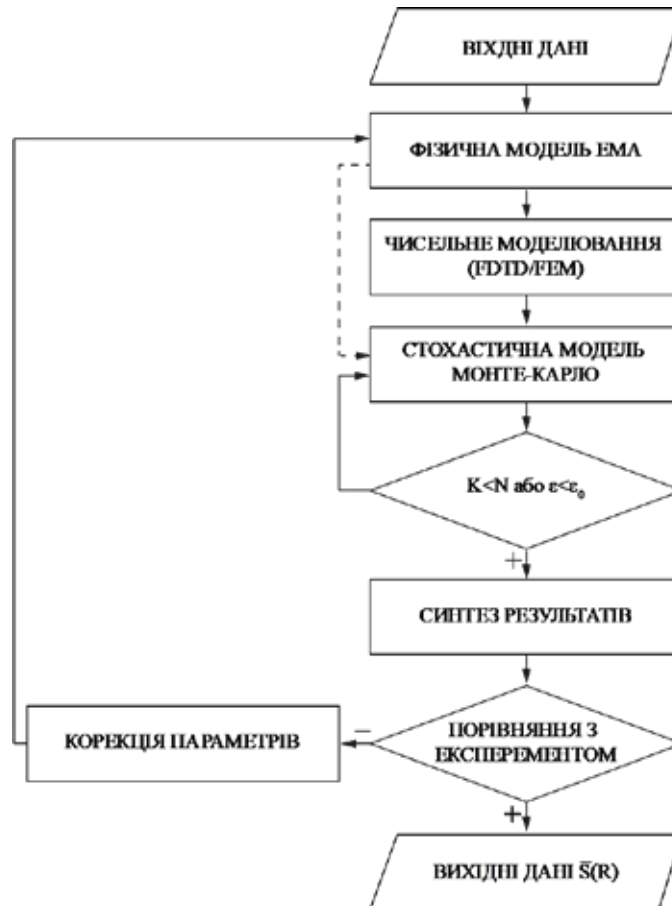 ВІХДНІ ДАНІ
ФІЗИЧНА МОДЕЛЬ ЕМА
ЧИСЕЛЬНЕ МОДЕЛЮВАННЯ
(FDTD/FEM)
СТОХАСТИЧНА МОДЕЛЬ
МОНТЕ-КАРЛО
K<N або ε<ε₀
+
СИНТЕЗ РЕЗУЛЬТАТІВ
ПОРІВНЯННЯ З
ЕКСПЕРЕМЕНТОМ
−
КОРЕКЦІЯ ПАРАМЕТРІВ
+
ВИХІДНІ ДАНІ S̄(R)